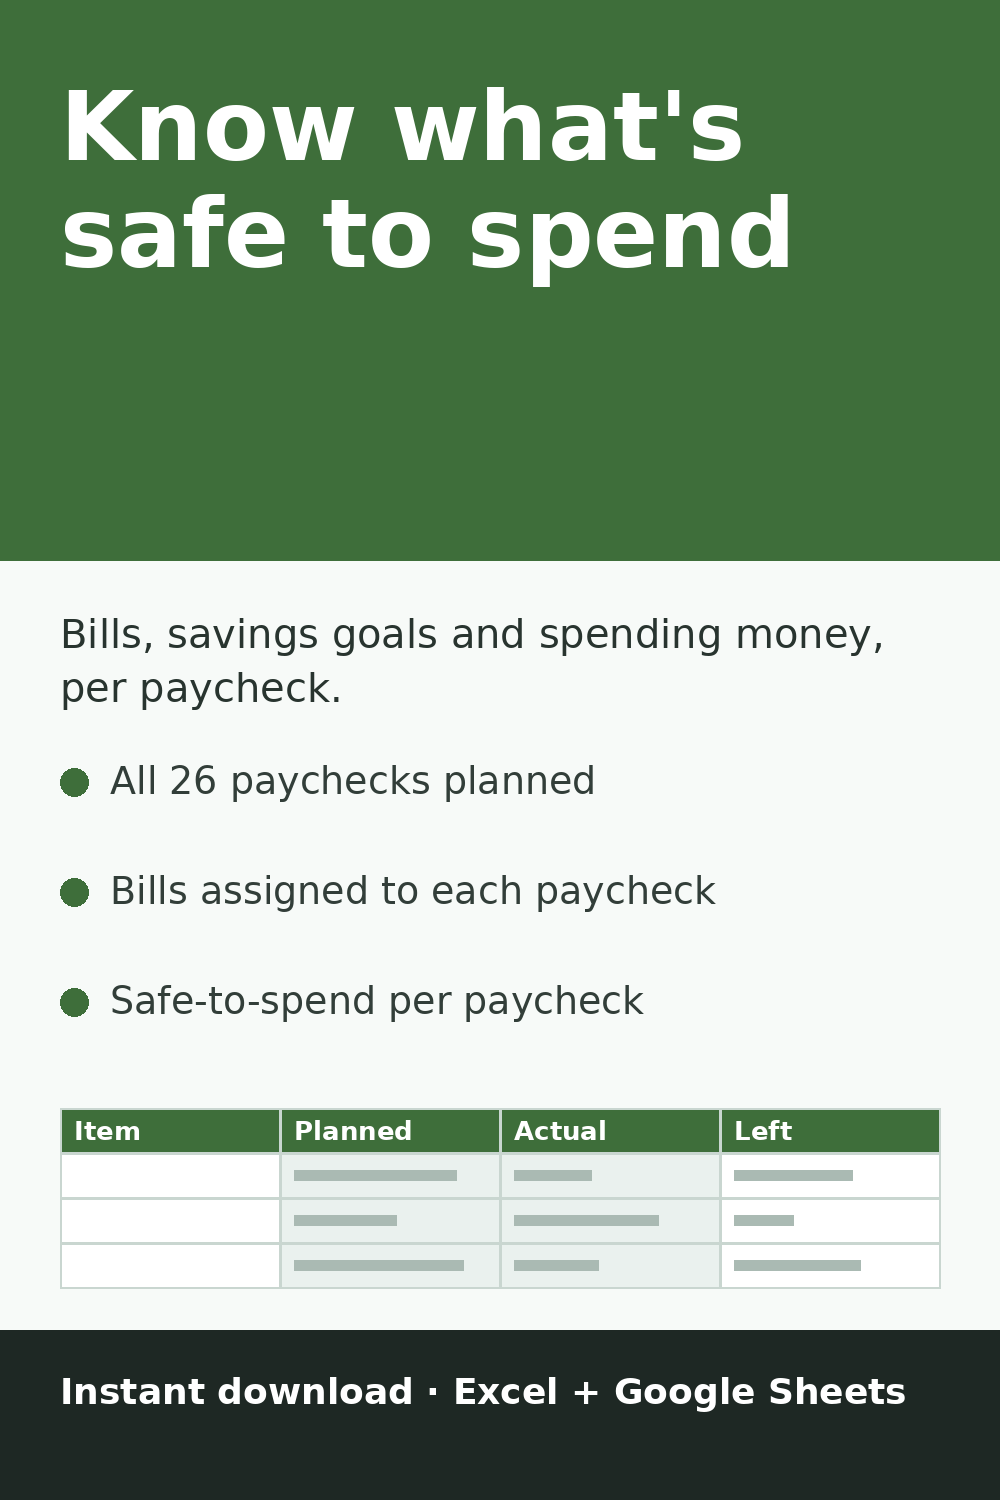 Know what's
safe to spend
Bills, savings goals and spending money,
per paycheck.
All 26 paychecks planned
Bills assigned to each paycheck
Safe-to-spend per paycheck
Item Planned Actual Left
Instant download · Excel + Google Sheets